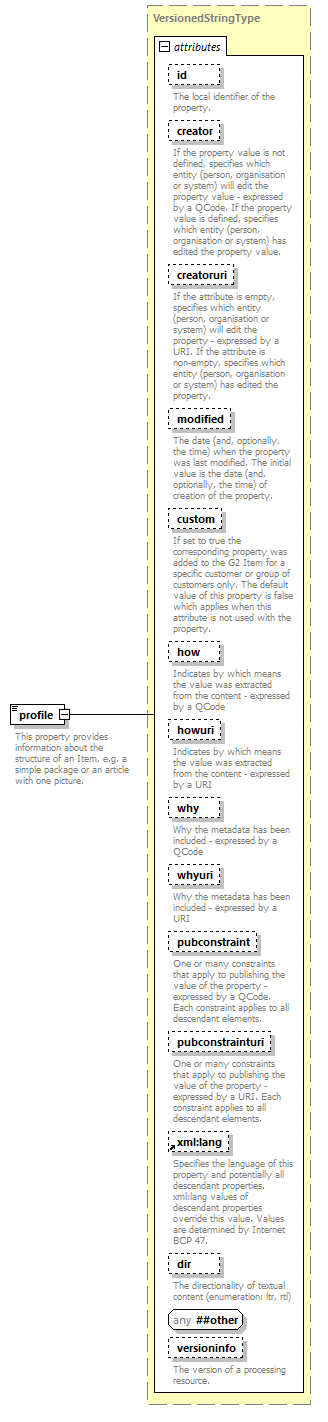 VersionedStringType
attributes
id
The local identifier of the
property.
creator
If the property value is not
defined, specifies which
entity (person, organisation
or system) will edit the
property value - expressed
by a QCode. If the property
value is defined, specifies
which entity (person,
organisation or system) has
edited the property value.
creatoruri
If the attribute is empty,
specifies which entity
(person, organisation or
system) will edit the
property - expressed by a
URI. If the attribute is
non-empty, specifies which
entity (person, organisation
or system) has edited the
property.
modified
The date (and, optionally,
the time) when the property
was last modified. The initial
value is the date (and,
optionally, the time) of
creation of the property.
custom
If set to true the
corresponding property was
added to the G2 Item for a
specific customer or group of
customers only. The default
value of this property is false
which applies when this
attribute is not used with the
property.
how
Indicates by which means
the value was extracted
from the content - expressed
by a QCode
profile
This property provides
information about the
structure of an Item, e.g. a
simple package or an article
with one picture.
howuri
Indicates by which means
the value was extracted
from the content - expressed
by a URI
why
Why the metadata has been
included - expressed by a
QCode
whyuri
Why the metadata has been
included - expressed by a
URI
pubconstraint
One or many constraints
that apply to publishing the
value of the property -
expressed by a QCode.
Each constraint applies to all
descendant elements.
pubconstrainturi
One or many constraints
that apply to publishing the
value of the property -
expressed by a URI. Each
constraint applies to all
descendant elements.
xml:lang
Specifies the language of this
property and potentially all
descendant properties.
xml:lang values of
descendant properties
override this value. Values
are determined by Internet
BCP 47.
dir
The directionality of textual
content (enumeration: ltr, rtl)
any ##other
versioninfo
The version of a processing
resource.